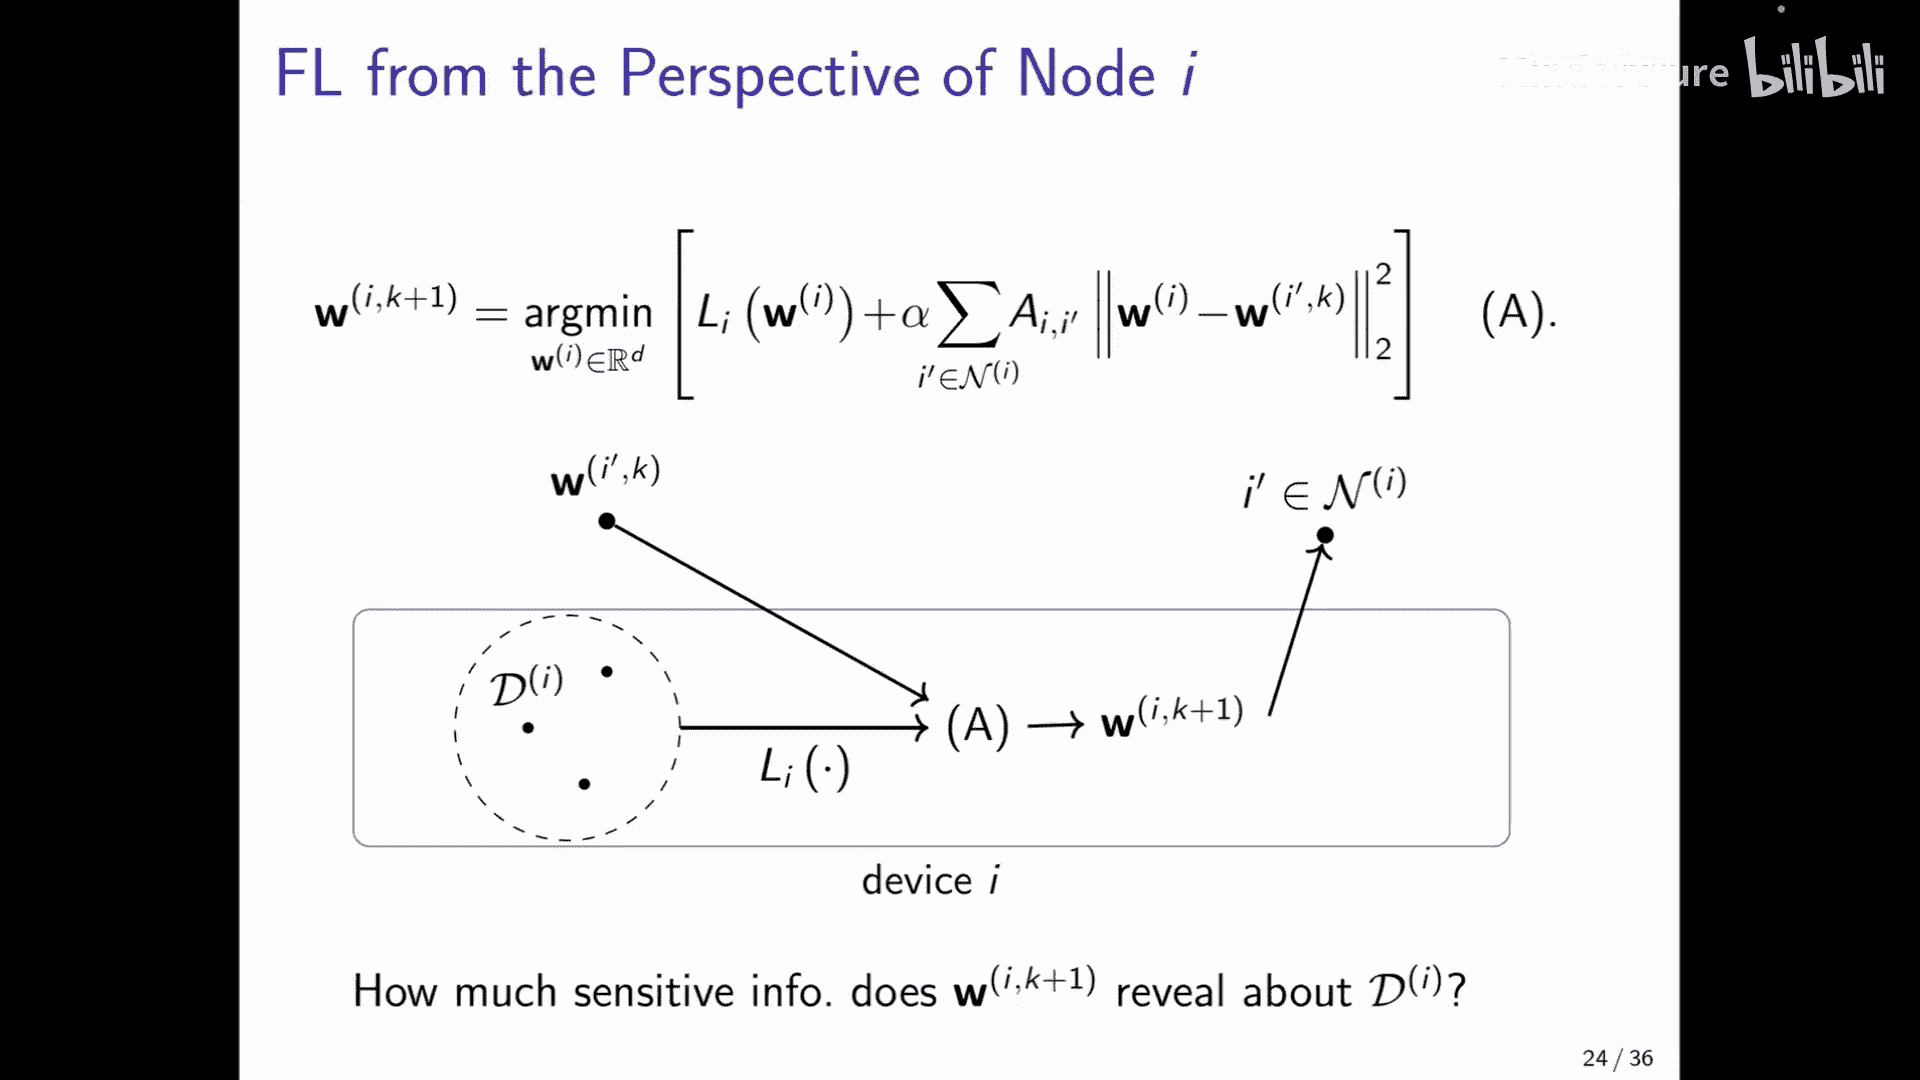 FL from the Perspective of Node i
ure bilibili
w^(i,k+1) = argmin_{w^(i)∈ℝ^d} [ L_i (w^(i)) + α ∑_{i′∈𝒩^(i)} A_{i,i′} ‖w^(i) − w^(i′,k)‖_2^2 ] (A).
w^(i′,k)
i′ ∈ 𝒩^(i)
𝒟^(i)
(A) → w^(i,k+1)
L_i (·)
device i
How much sensitive info. does w^(i,k+1) reveal about 𝒟^(i)?
24 / 36